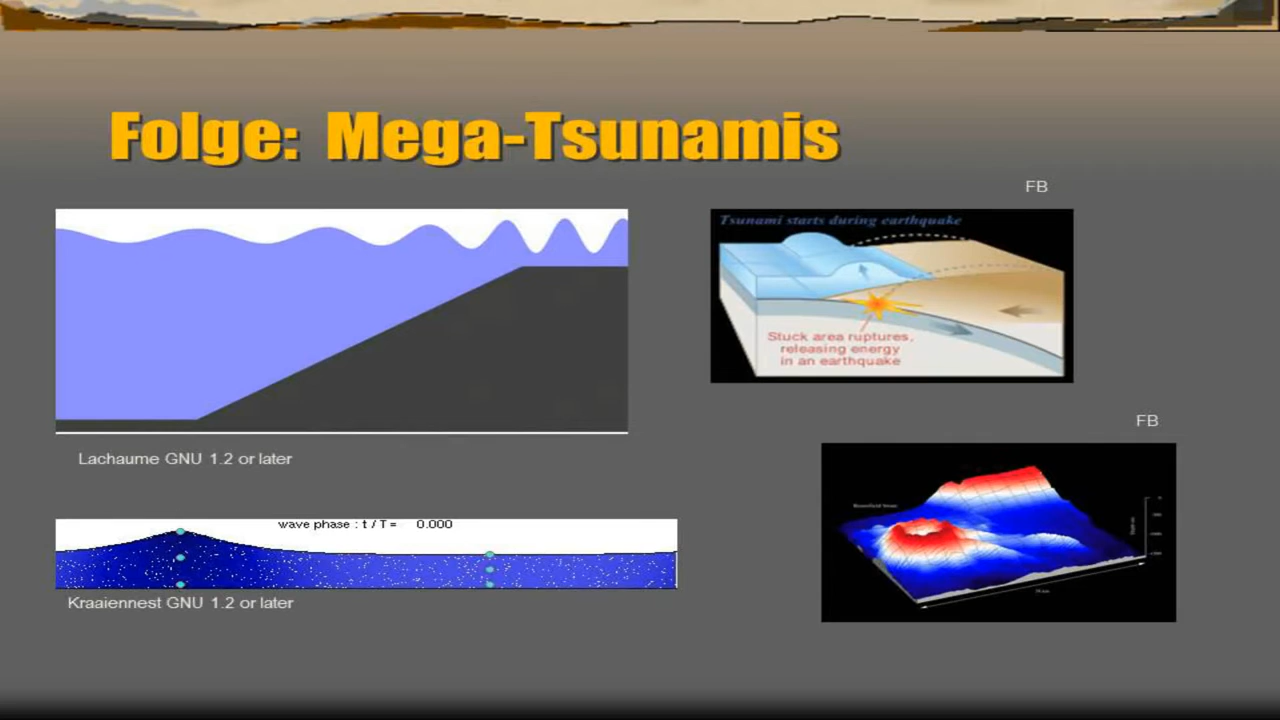 Folge: Mega-Tsunamis
FB
Tsunami starts during earthquake
Stuck area ruptures,
releasing energy
in an earthquake
Lachaume GNU 1.2 or later
FB
wave phase : t / T = 0.000
Kraaiennest GNU 1.2 or later